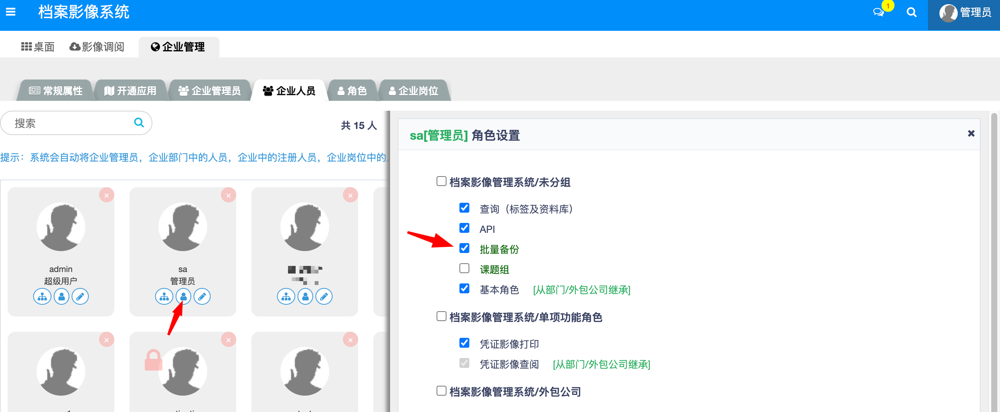 档案影像系统
1
管理员
桌面
影像调阅
企业管理
常规属性
开通应用
企业管理员
企业人员
角色
企业岗位
搜索
共 15 人
提示：系统会自动将企业管理员，企业部门中的人员，企业中的注册人员，企业岗位中的
admin
超级用户
sa
管理员
sa[管理员] 角色设置
档案影像管理系统/未分组
查询（标签及资料库）
API
批量备份
课题组
基本角色 [从部门/外包公司继承]
档案影像管理系统/单项功能角色
凭证影像打印
凭证影像查阅 [从部门/外包公司继承]
档案影像管理系统/外包公司